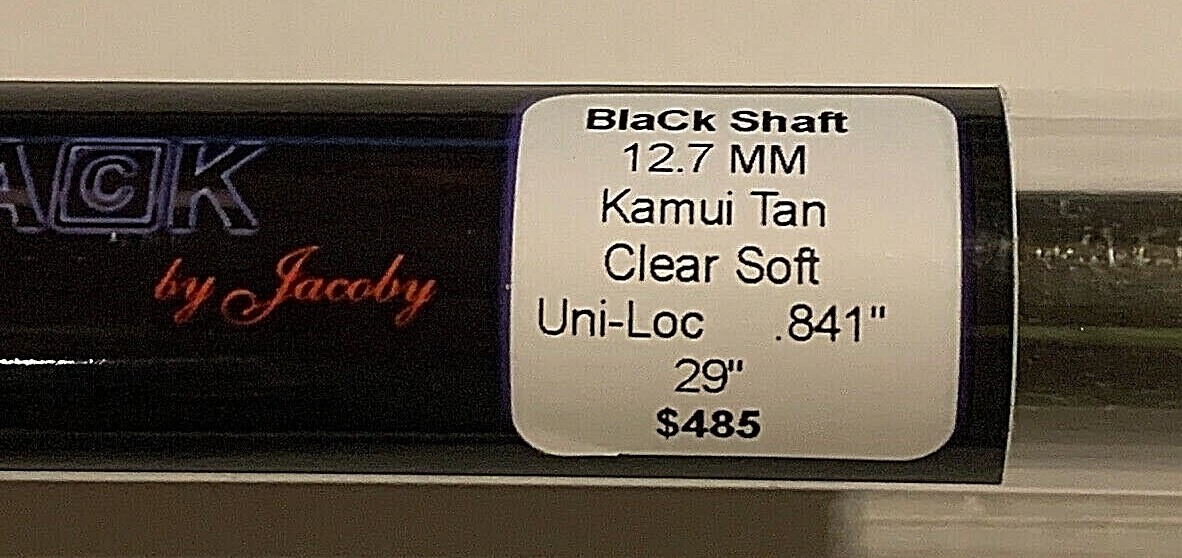 ACK
by Jacoby
BlaCk Shaft
12.7 MM
Kamui Tan
Clear Soft
Uni-Loc .841"
29"
$485